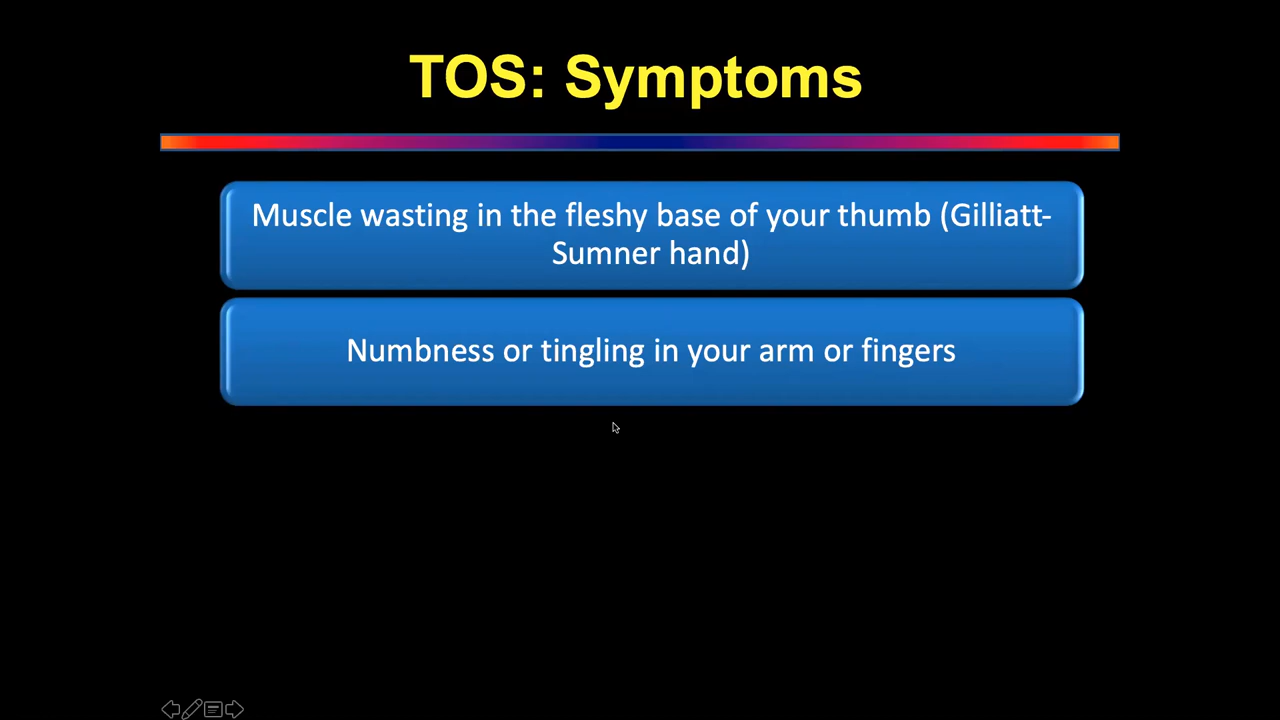 TOS: Symptoms
Muscle wasting in the fleshy base of your thumb (Gilliatt-
Sumner hand)
Numbness or tingling in your arm or fingers